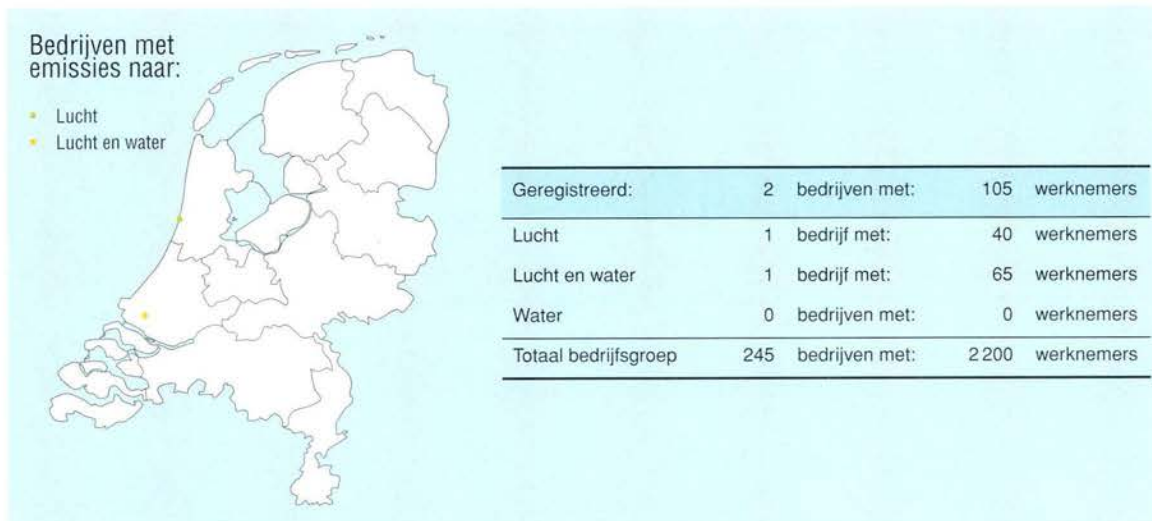 Bedrijven met
emissies naar:
Lucht
Lucht en water
Geregistreerd: 2 bedrijven met: 105 werknemers
Lucht 1 bedrijf met: 40 werknemers
Lucht en water 1 bedrijf met: 65 werknemers
Water 0 bedrijven met: 0 werknemers
Totaal bedrijfsgroep 245 bedrijven met: 2200 werknemers